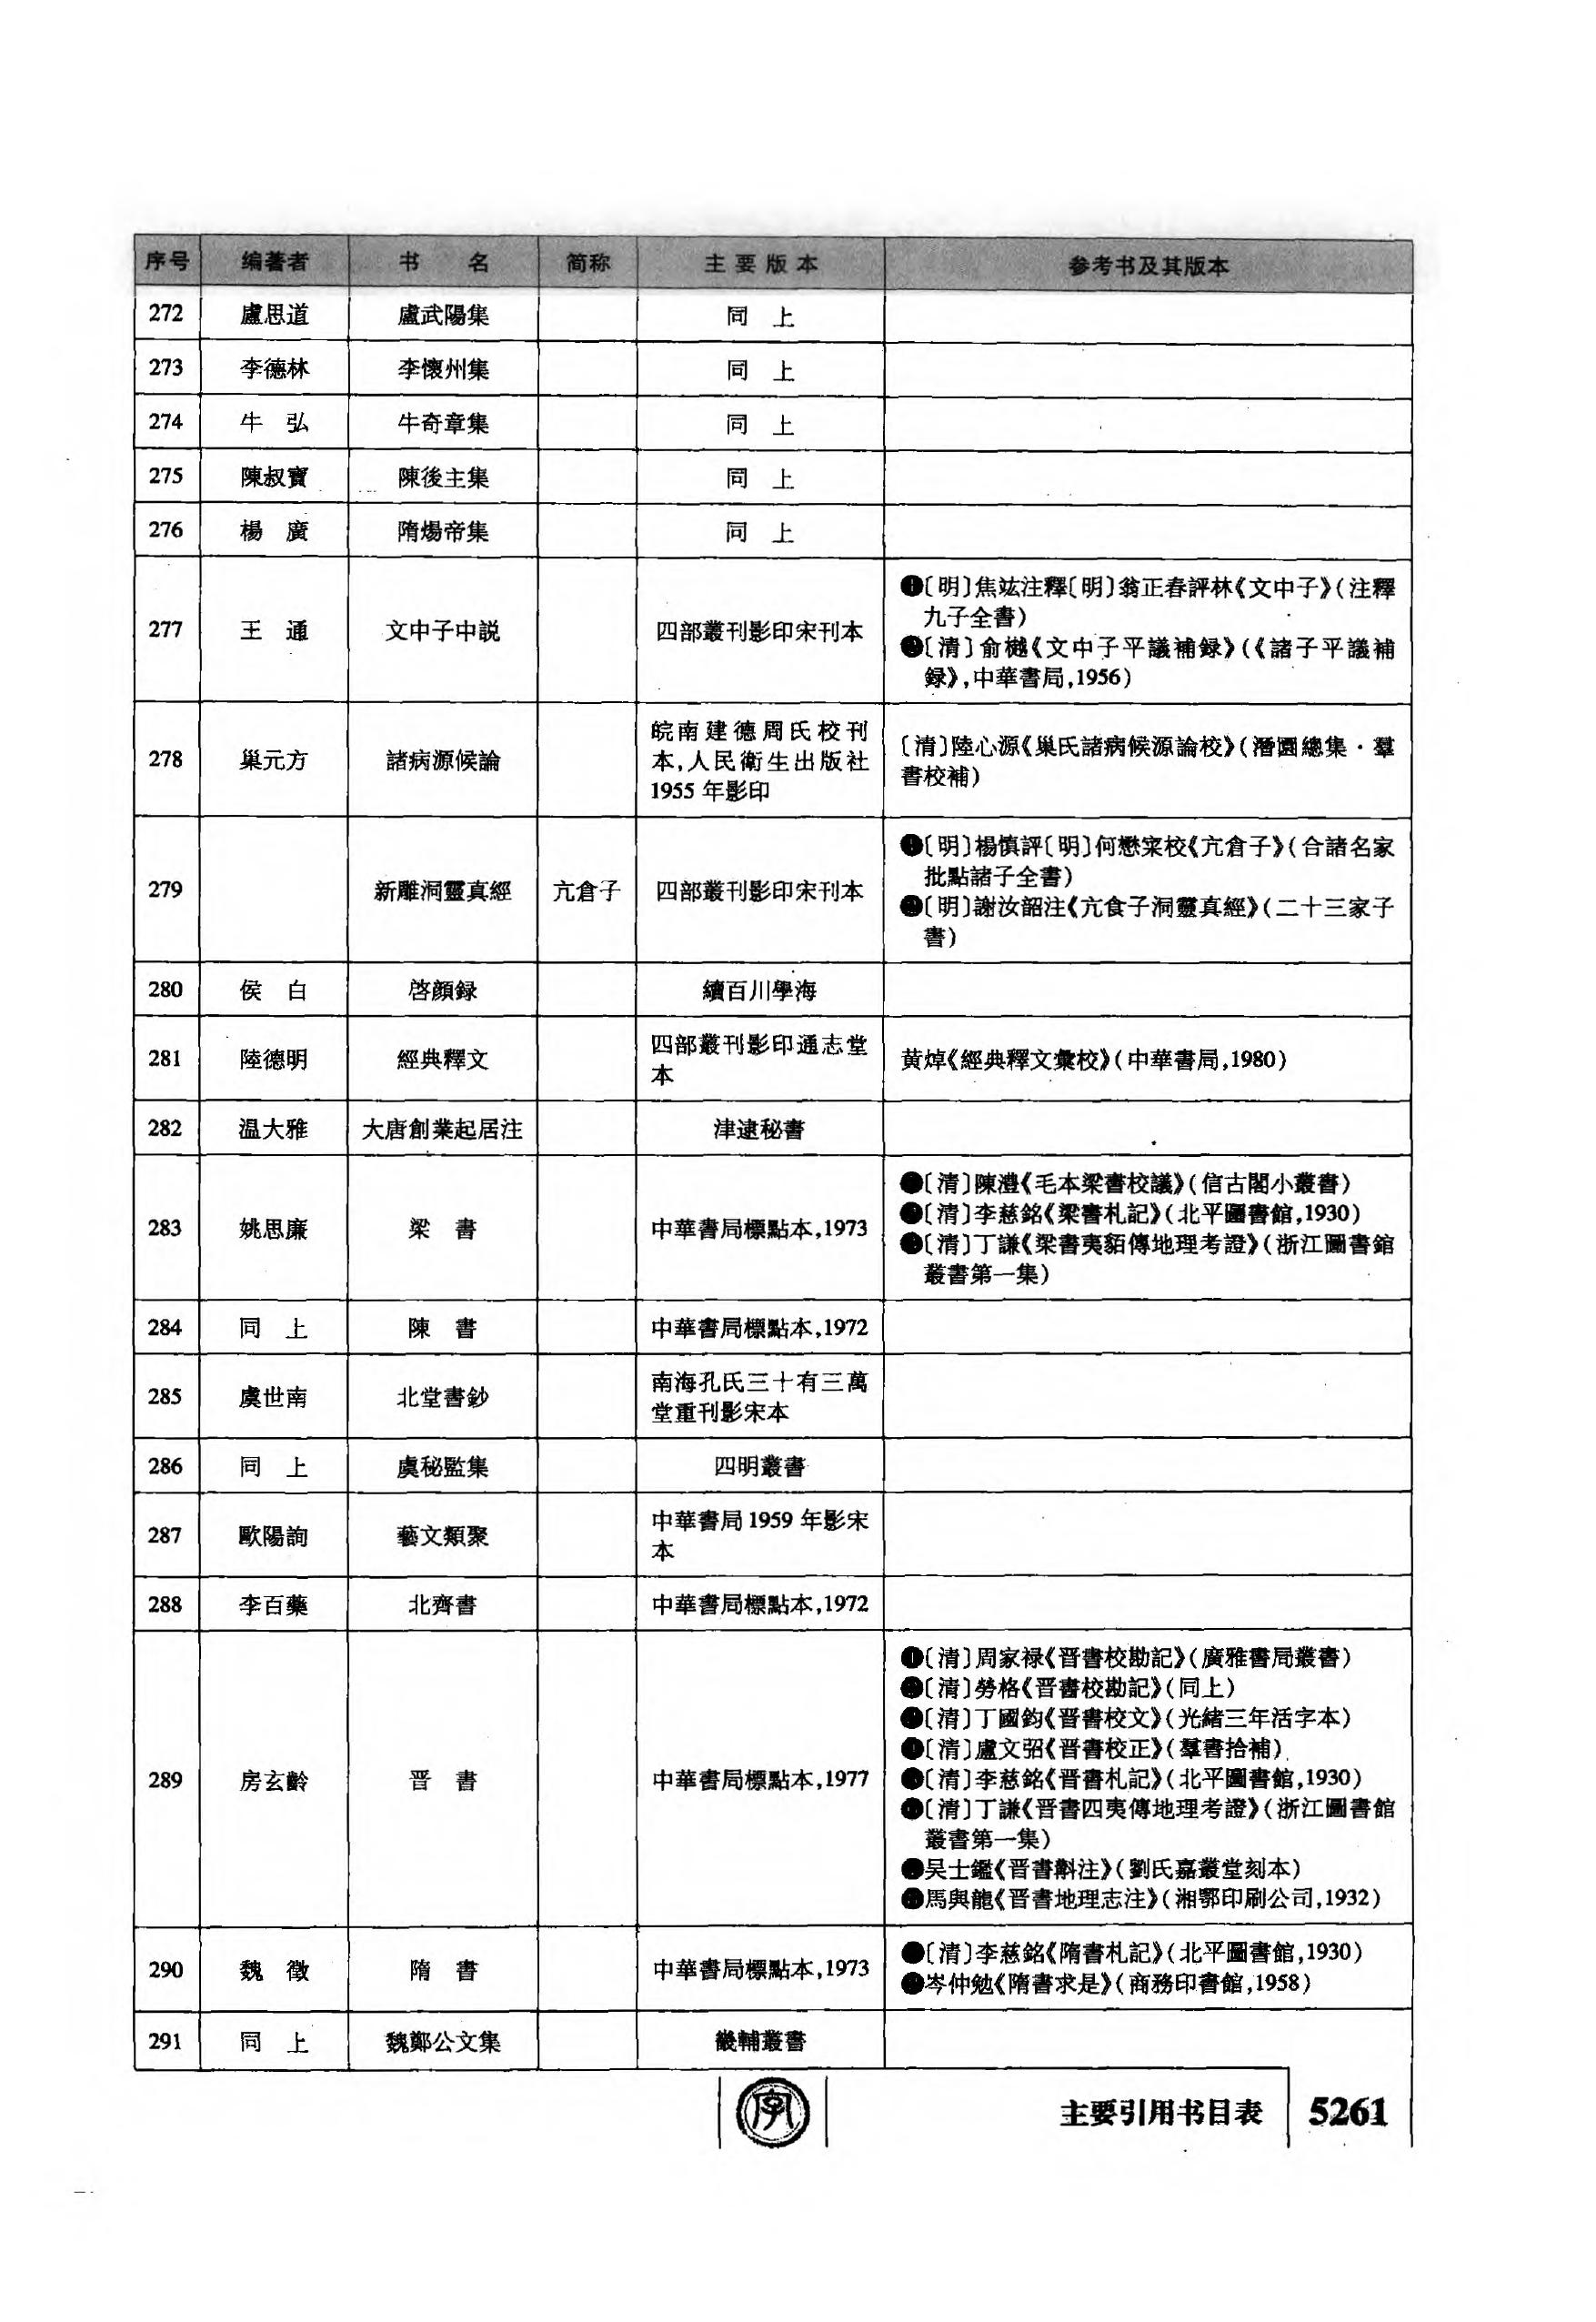 序号 编著者 书 名 简称 主要版本 参考书及其版本
272 盧思道 盧武陽集 同 上
273 李德林 李懷州集 同 上
274 牛 弘 牛奇章集 同 上
275 陳叔寶 陳後主集 同 上
276 楊 廣 隋煬帝集 同 上
277 王 通 文中子中説 四部叢刊影印宋刊本
❶〔明〕焦竑注釋〔明〕翁正春評林《文中子》(注釋
九子全書)
❷〔清〕俞樾《文中子平議補録》(《諸子平議補
録》,中華書局,1956)
278 巢元方 諸病源候論
皖南建德周氏校刊
本,人民衛生出版社
1955年影印
〔清〕陸心源《巢氏諸病候源論校》(潛園總集·羣
書校補)
279 新雕洞靈真經 亢倉子 四部叢刊影印宋刊本
❶〔明〕楊慎評〔明〕何懋寀校《亢倉子》(合諸名家
批點諸子全書)
❷〔明〕謝汝韶注《亢食子洞靈真經》(二十三家子
書)
280 侯 白 啓顔録 續百川學海
281 陸德明 經典釋文
四部叢刊影印通志堂
本
黄焯《經典釋文彙校》(中華書局,1980)
282 温大雅 大唐創業起居注 津逮秘書
283 姚思廉 梁 書 中華書局標點本,1973
❶〔清〕陳澧《毛本梁書校議》(信古閣小叢書)
❷〔清〕李慈銘《梁書札記》(北平圖書館,1930)
❸〔清〕丁謙《梁書夷貊傳地理考證》(浙江圖書館
叢書第一集)
284 同 上 陳 書 中華書局標點本,1972
285 虞世南 北堂書鈔
南海孔氏三十有三萬
堂重刊影宋本
286 同 上 虞秘監集 四明叢書
287 歐陽詢 藝文類聚
中華書局1959年影宋
本
288 李百藥 北齊書 中華書局標點本,1972
289 房玄齡 晋 書 中華書局標點本,1977
❶〔清〕周家禄《晋書校勘記》(廣雅書局叢書)
❷〔清〕勞格《晋書校勘記》(同上)
❸〔清〕丁國鈞《晋書校文》(光緒三年活字本)
❹〔清〕盧文弨《晋書校正》(羣書拾補)
❺〔清〕李慈銘《晋書札記》(北平圖書館,1930)
❻〔清〕丁謙《晋書四夷傳地理考證》(浙江圖書館
叢書第一集)
❼吴士鑑《晋書斠注》(劉氏嘉叢堂刻本)
❽馬與龍《晋書地理志注》(湘鄂印刷公司,1932)
290 魏 徵 隋 書 中華書局標點本,1973
❶〔清〕李慈銘《隋書札記》(北平圖書館,1930)
❷岑仲勉《隋書求是》(商務印書館,1958)
291 同 上 魏鄭公文集 畿輔叢書
字
主要引用书目表 5261